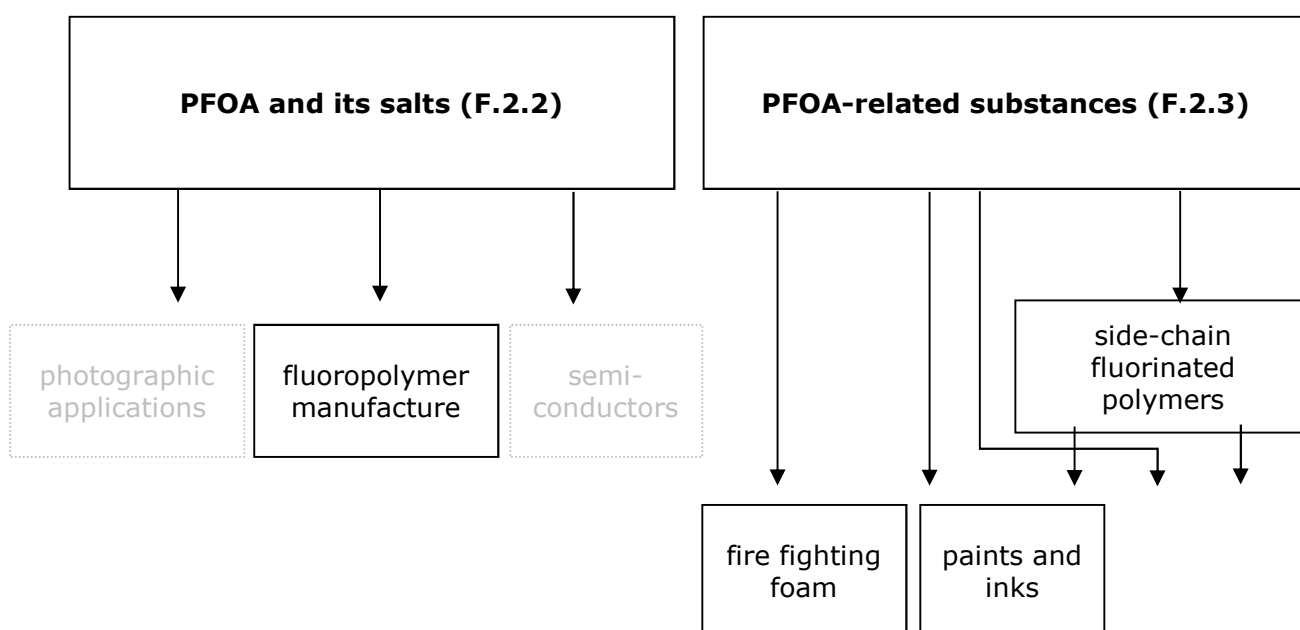 PFOA and its salts (F.2.2)
PFOA-related substances (F.2.3)
photographic
applications
fluoropolymer
manufacture
semi-
conductors
side-chain
fluorinated
polymers
fire fighting
foam
paints and
inks